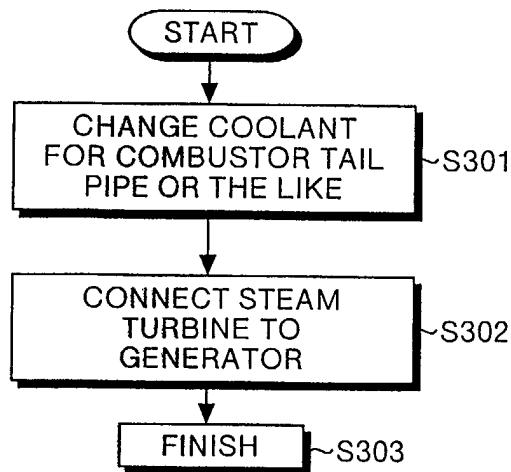 START
CHANGE COOLANT
FOR COMBUSTOR TAIL
PIPE OR THE LIKE
S301
CONNECT STEAM
TURBINE TO
GENERATOR
S302
FINISH
S303